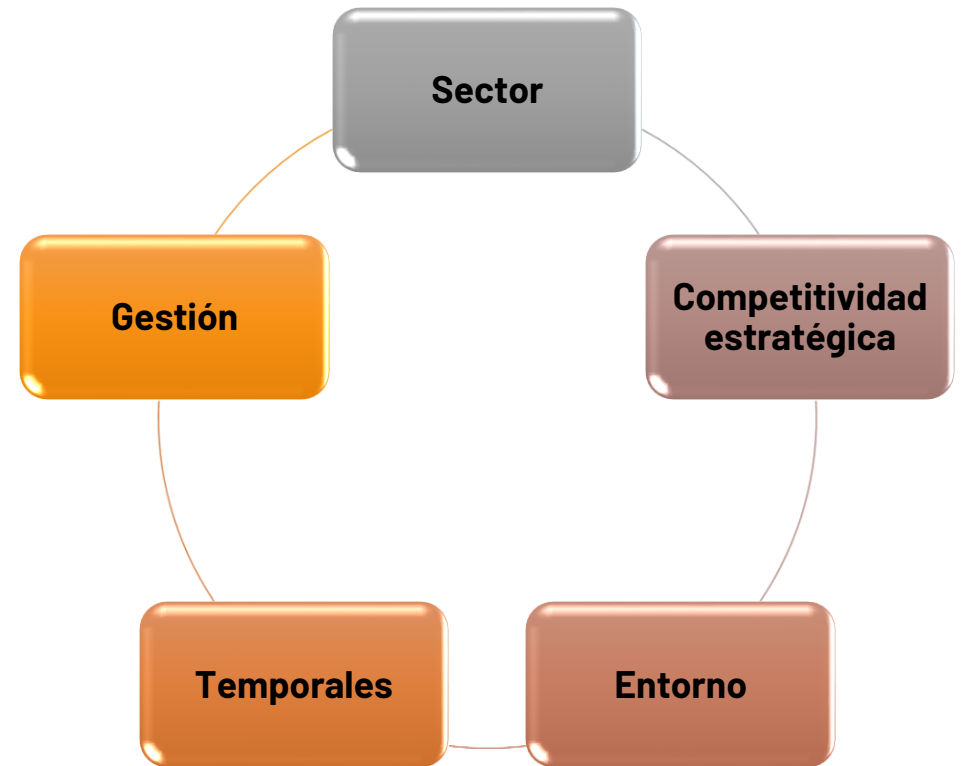 Sector
Competitividad
estratégica
Entorno
Temporales
Gestión